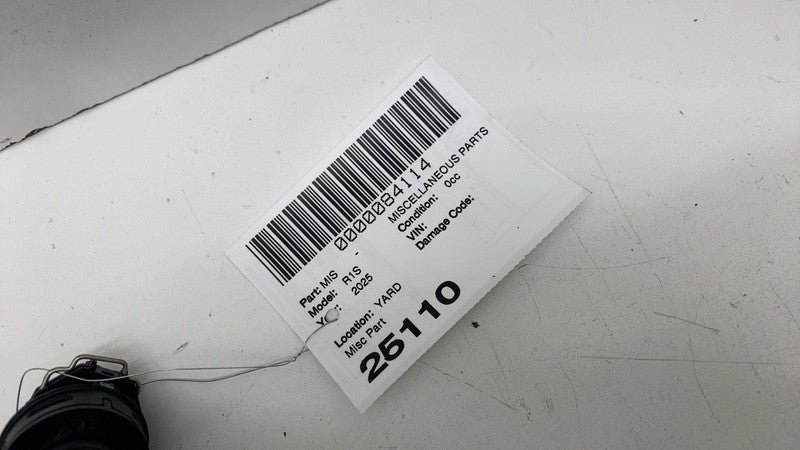 0000084114
Part: MIS - MISCELLANEOUS PARTS
Model: R1S Condition: 0cc
2025 VIN:
Damage Code:
Location: YARD
Misc Part
25110